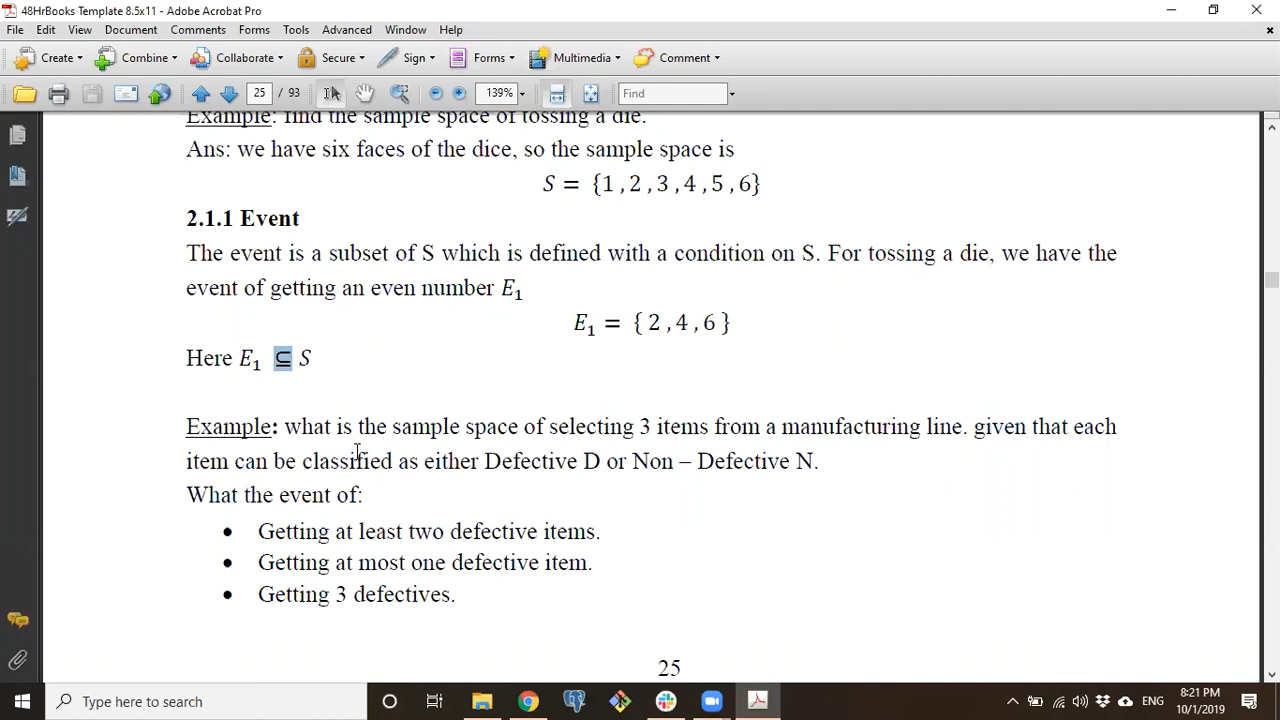 48HrBooks Template 8.5x11 - Adobe Acrobat Pro
File Edit View Document Comments Forms Tools Advanced Window Help
Create Combine Collaborate Secure Sign Forms Multimedia Comment
25 / 93 139% Find
Example: find the sample space of tossing a die.
Ans: we have six faces of the dice, so the sample space is
S = {1 , 2 , 3 , 4 , 5 , 6}
2.1.1 Event
The event is a subset of S which is defined with a condition on S. For tossing a die, we have the
event of getting an even number E₁
E₁ = { 2 , 4 , 6 }
Here E₁ ⊆ S
Example: what is the sample space of selecting 3 items from a manufacturing line. given that each
item can be classified as either Defective D or Non – Defective N.
What the event of:
• Getting at least two defective items.
• Getting at most one defective item.
• Getting 3 defectives.
25
Type here to search
ENG
8:21 PM
10/1/2019